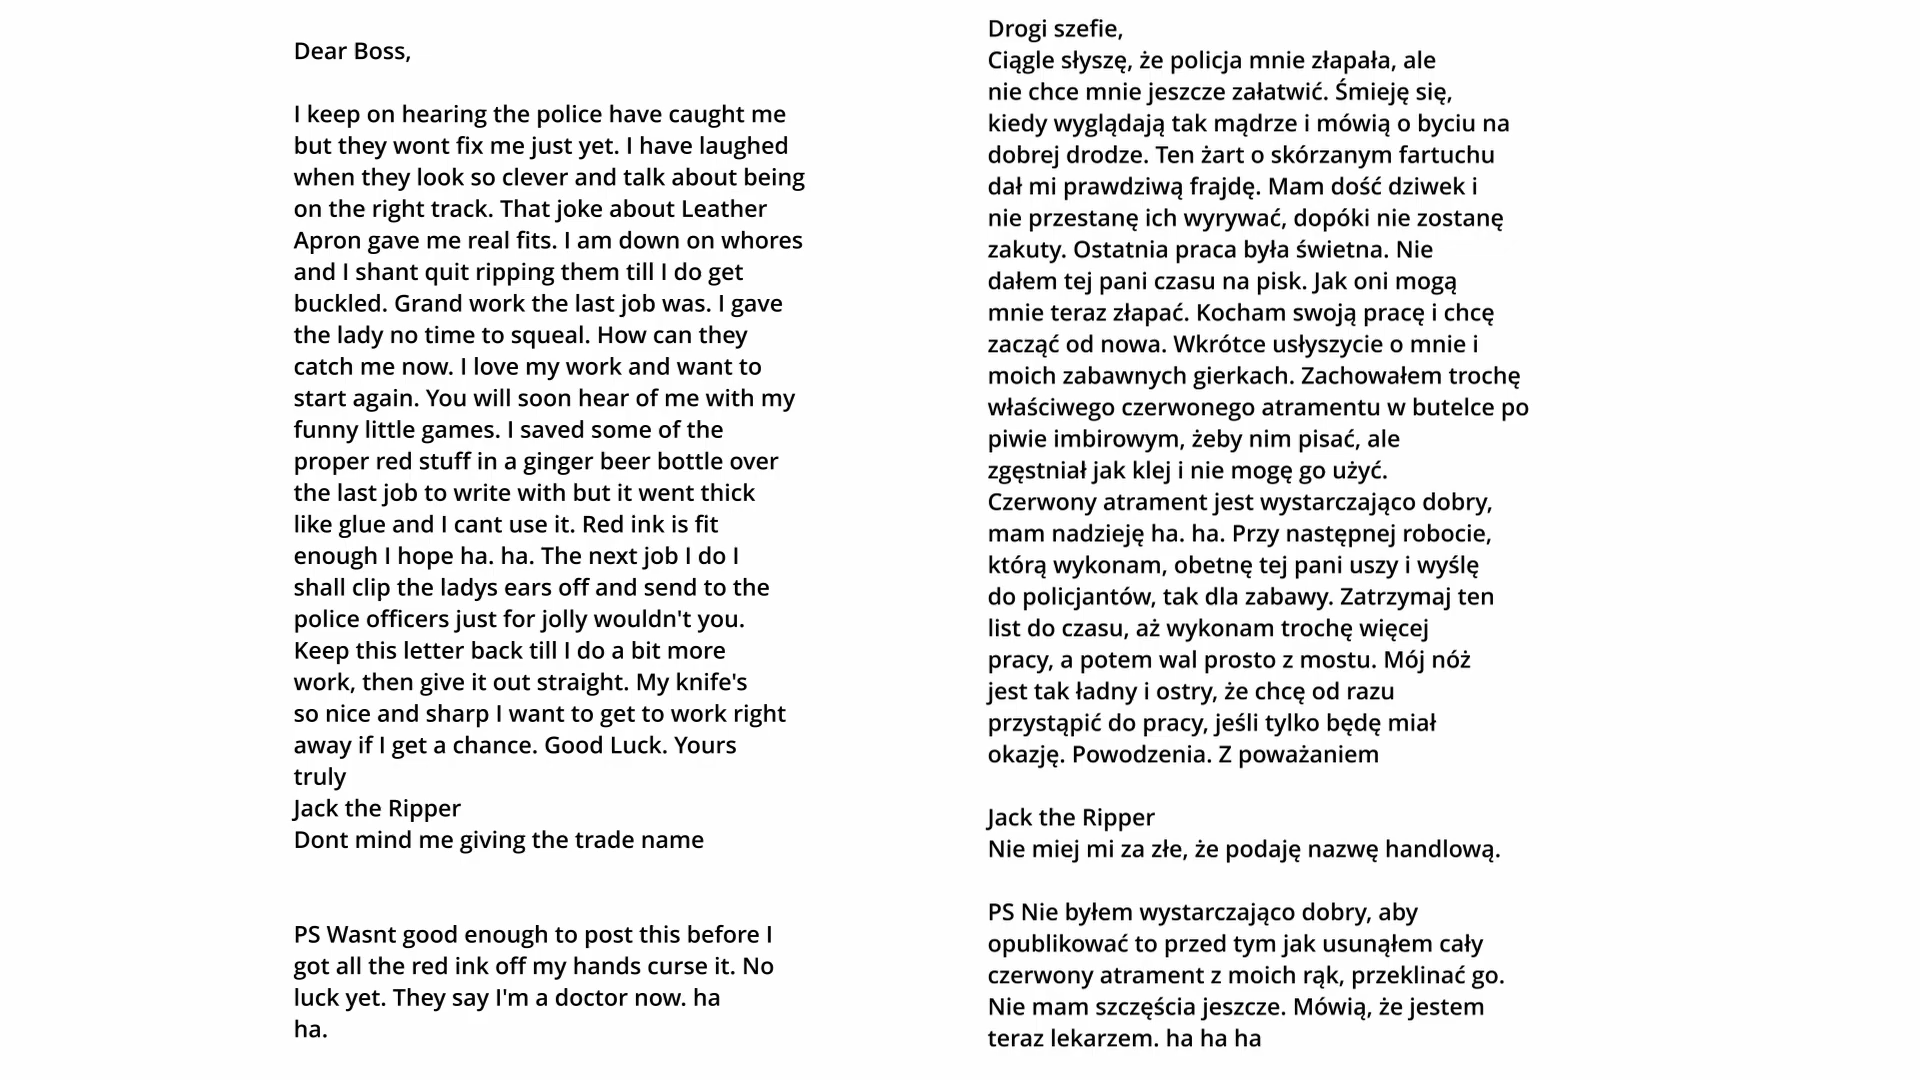 Dear Boss,
I keep on hearing the police have caught me
but they wont fix me just yet. I have laughed
when they look so clever and talk about being
on the right track. That joke about Leather
Apron gave me real fits. I am down on whores
and I shant quit ripping them till I do get
buckled. Grand work the last job was. I gave
the lady no time to squeal. How can they
catch me now. I love my work and want to
start again. You will soon hear of me with my
funny little games. I saved some of the
proper red stuff in a ginger beer bottle over
the last job to write with but it went thick
like glue and I cant use it. Red ink is fit
enough I hope ha. ha. The next job I do I
shall clip the ladys ears off and send to the
police officers just for jolly wouldn't you.
Keep this letter back till I do a bit more
work, then give it out straight. My knife's
so nice and sharp I want to get to work right
away if I get a chance. Good Luck. Yours
truly
Jack the Ripper
Dont mind me giving the trade name
PS Wasnt good enough to post this before I
got all the red ink off my hands curse it. No
luck yet. They say I'm a doctor now. ha
ha.
Drogi szefie,
Ciągle słyszę, że policja mnie złapała, ale
nie chce mnie jeszcze załatwić. Śmieję się,
kiedy wyglądają tak mądrze i mówią o byciu na
dobrej drodze. Ten żart o skórzanym fartuchu
dał mi prawdziwą frajdę. Mam dość dziwek i
nie przestanę ich wyrywać, dopóki nie zostanę
zakuty. Ostatnia praca była świetna. Nie
dałem tej pani czasu na pisk. Jak oni mogą
mnie teraz złapać. Kocham swoją pracę i chcę
zacząć od nowa. Wkrótce usłyszycie o mnie i
moich zabawnych gierkach. Zachowałem trochę
właściwego czerwonego atramentu w butelce po
piwie imbirowym, żeby nim pisać, ale
zgęstniał jak klej i nie mogę go użyć.
Czerwony atrament jest wystarczająco dobry,
mam nadzieję ha. ha. Przy następnej robocie,
którą wykonam, obetnę tej pani uszy i wyślę
do policjantów, tak dla zabawy. Zatrzymaj ten
list do czasu, aż wykonam trochę więcej
pracy, a potem wal prosto z mostu. Mój nóż
jest tak ładny i ostry, że chcę od razu
przystąpić do pracy, jeśli tylko będę miał
okazję. Powodzenia. Z poważaniem
Jack the Ripper
Nie miej mi za złe, że podaję nazwę handlową.
PS Nie byłem wystarczająco dobry, aby
opublikować to przed tym jak usunąłem cały
czerwony atrament z moich rąk, przeklinać go.
Nie mam szczęścia jeszcze. Mówią, że jestem
teraz lekarzem. ha ha ha